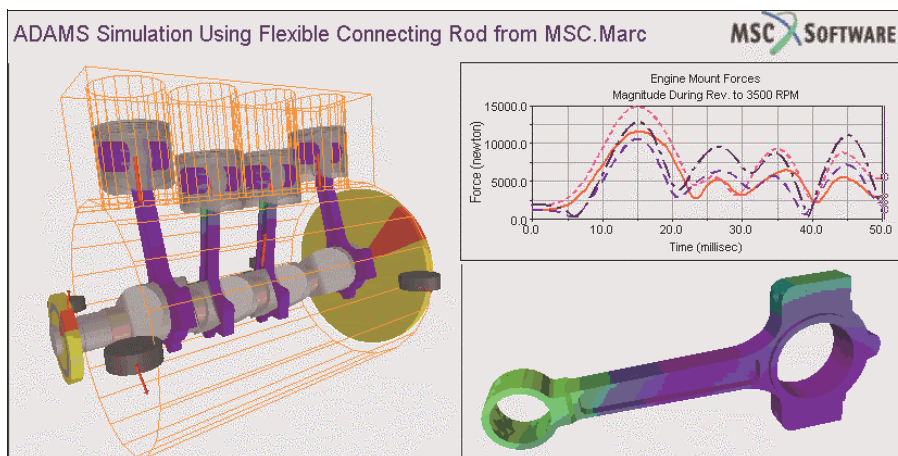 ADAMS Simulation Using Flexible Connecting Rod from MSC.Marc
MSC SOFTWARE
Engine Mount Forces
Magnitude During Rev. to 3500 RPM
15000.0
10000.0
5000.0
0.0
Force (newton)
0.0 10.0 20.0 30.0 40.0 50.0
Time (millisec)